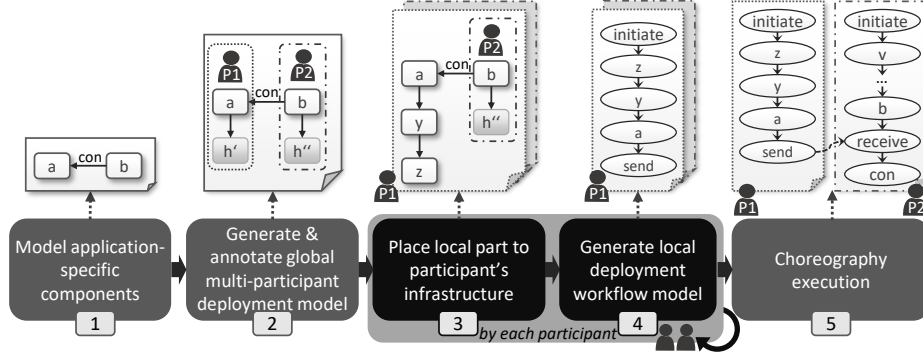 a
con
b
P1
P2
a
con
b
h'
h''
P2
a
con
b
y
h''
z
P1
initiate
z
y
a
send
P1
initiate
z
y
a
send
P1
initiate
v
...
b
receive
con
P2
Model application-
specific
components
1
Generate &
annotate global
multi-participant
deployment model
2
Place local part to
participant's
infrastructure
3
Generate local
deployment
workflow model
4
by each participant
Choreography
execution
5